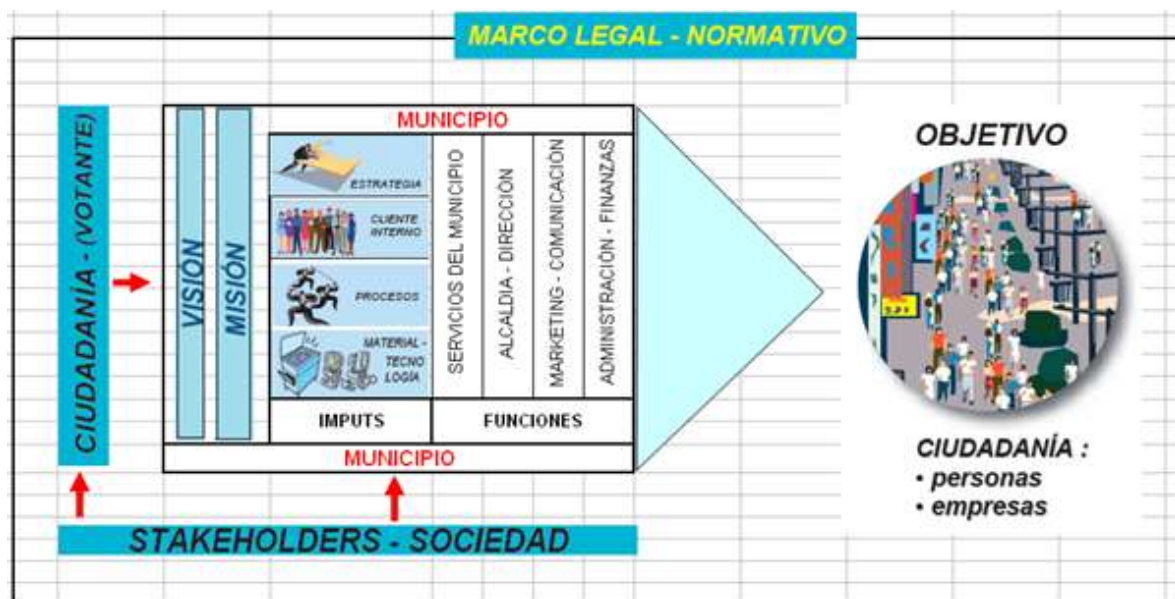 MARCO LEGAL - NORMATIVO
CIUDADANÍA - (VOTANTE)
VISIÓN
MISIÓN
MUNICIPIO
ESTRATEGIA
CLIENTE
INTERNO
PROCESOS
MATERIAL -
TECNO
LOGÍA
IMPUTS
SERVICIOS DEL MUNICIPIO
ALCALDIA - DIRECCIÓN
MARKETING - COMUNICACIÓN
ADMINISTRACIÓN - FINANZAS
FUNCIONES
MUNICIPIO
STAKEHOLDERS - SOCIEDAD
OBJETIVO
CIUDADANÍA :
• personas
• empresas